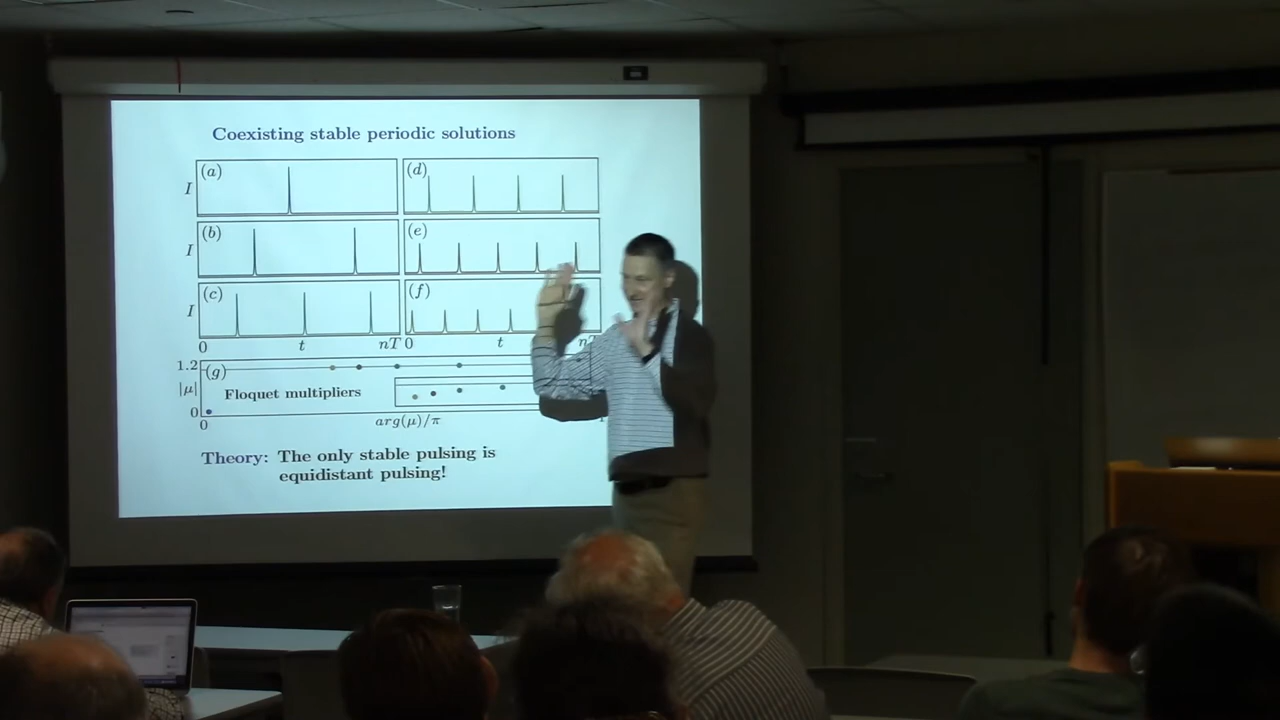 Coexisting stable periodic solutions
(a)
I
(d)
(b)
I
(e)
(c)
I
(f)
0
t
nT
0
t
1.2
(g)
|μ|
Floquet multipliers
0
0
arg(μ)/π
Theory: The only stable pulsing is
equidistant pulsing!